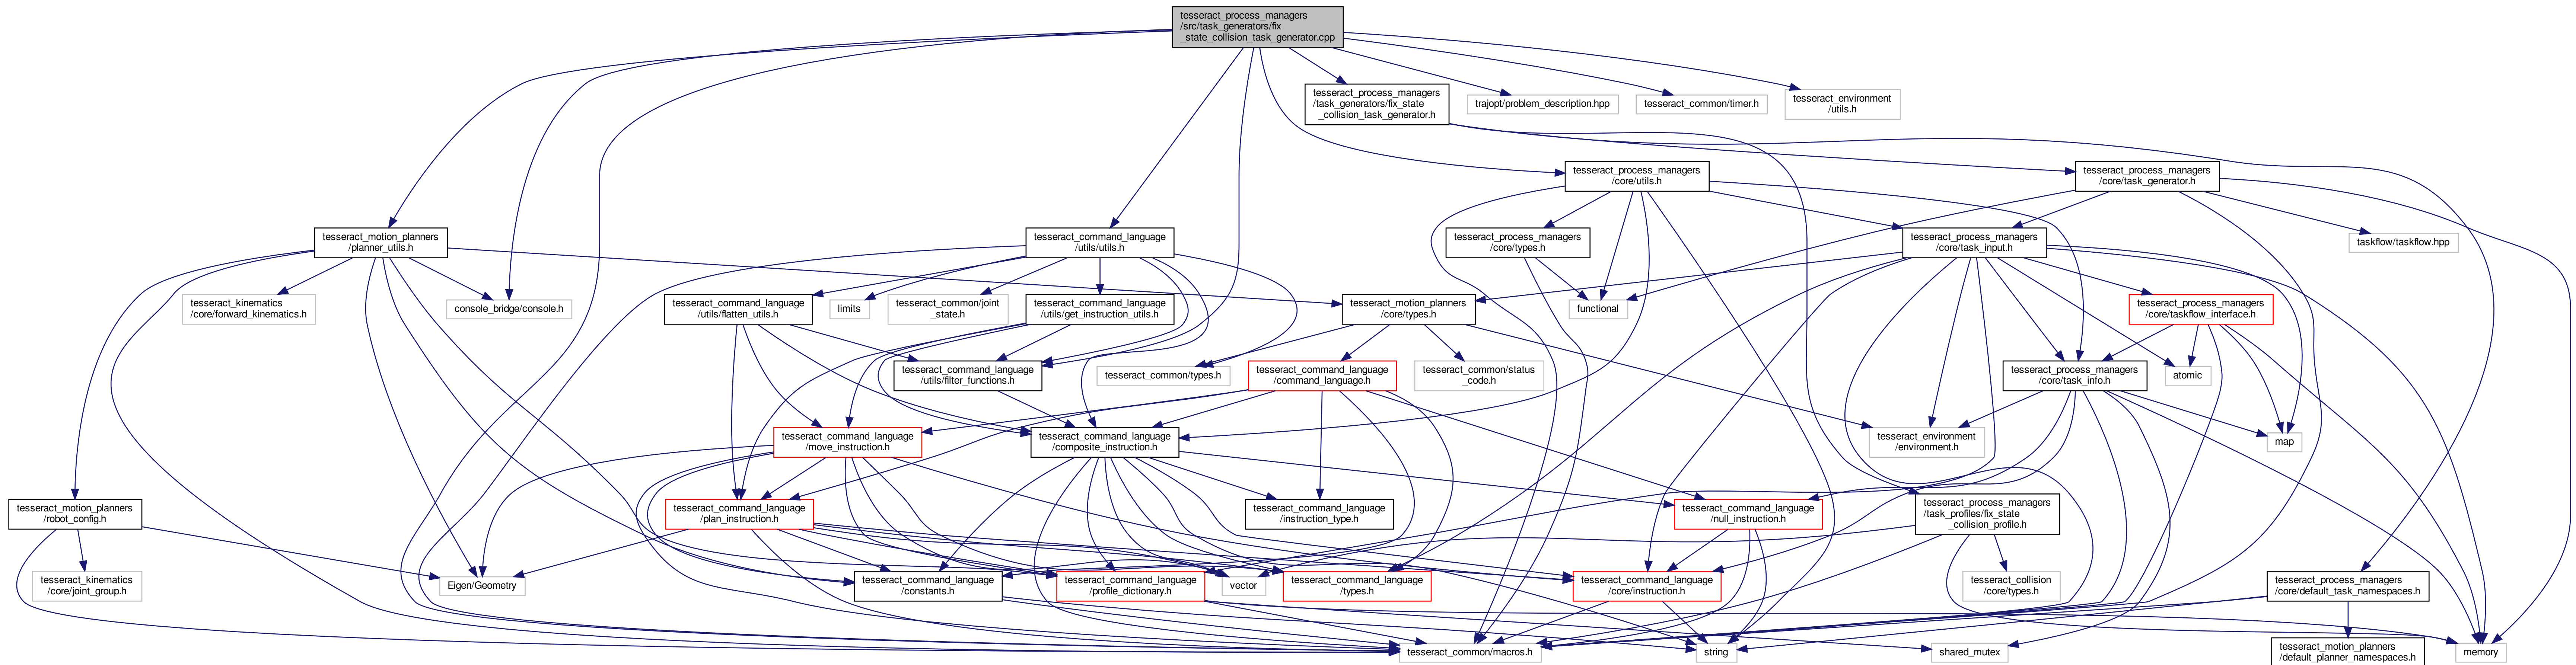 tesseract_process_managers
/src/task_generators/fix
_state_collision_task_generator.cpp
tesseract_process_managers
/task_generators/fix_state
_collision_task_generator.h
trajopt/problem_description.hpp
tesseract_common/timer.h
tesseract_environment
/utils.h
tesseract_process_managers
/core/utils.h
tesseract_process_managers
/core/task_generator.h
tesseract_motion_planners
/planner_utils.h
tesseract_command_language
/utils/utils.h
tesseract_process_managers
/core/types.h
tesseract_process_managers
/core/task_input.h
taskflow/taskflow.hpp
tesseract_kinematics
/core/forward_kinematics.h
console_bridge/console.h
tesseract_command_language
/utils/flatten_utils.h
limits
tesseract_common/joint
_state.h
tesseract_command_language
/utils/get_instruction_utils.h
tesseract_motion_planners
/core/types.h
functional
tesseract_process_managers
/core/taskflow_interface.h
tesseract_command_language
/utils/filter_functions.h
tesseract_common/types.h
tesseract_command_language
/command_language.h
tesseract_common/status
_code.h
tesseract_process_managers
/core/task_info.h
atomic
tesseract_command_language
/move_instruction.h
tesseract_command_language
/composite_instruction.h
tesseract_environment
/environment.h
map
tesseract_motion_planners
/robot_config.h
tesseract_command_language
/plan_instruction.h
tesseract_command_language
/instruction_type.h
tesseract_command_language
/null_instruction.h
tesseract_process_managers
/task_profiles/fix_state
_collision_profile.h
tesseract_kinematics
/core/joint_group.h
Eigen/Geometry
tesseract_command_language
/constants.h
tesseract_command_language
/profile_dictionary.h
vector
tesseract_command_language
/types.h
tesseract_command_language
/core/instruction.h
tesseract_collision
/core/types.h
tesseract_process_managers
/core/default_task_namespaces.h
tesseract_common/macros.h
string
shared_mutex
tesseract_motion_planners
/default_planner_namespaces.h
memory